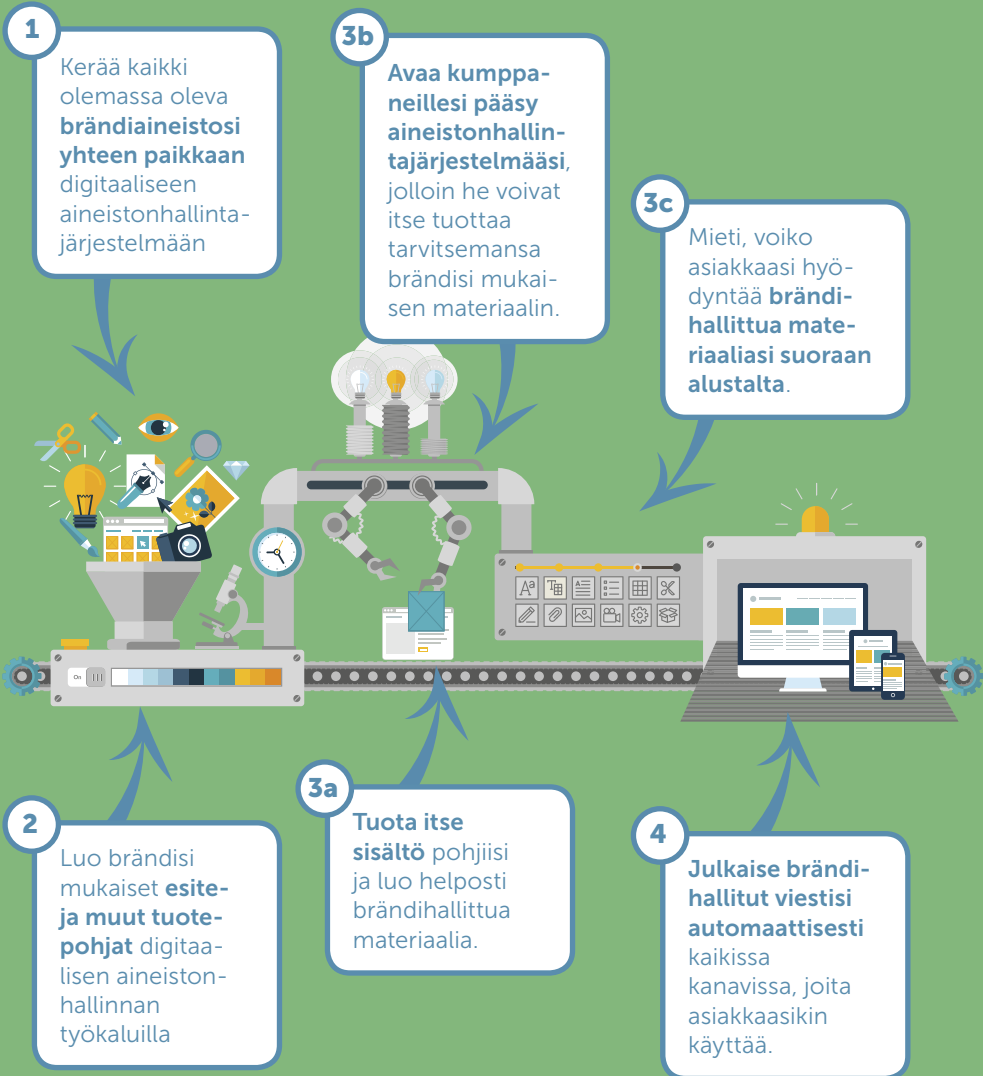 1
Kerää kaikki
olemassa oleva
brändiaineistosi
yhteen paikkaan
digitaaliseen
aineistonhallinta-
järjestelmään
3b
Avaa kumppa-
neillesi pääsy
aineistonhallin-
tajärjestelmääsi,
jolloin he voivat
itse tuottaa
tarvitsemansa
brändisi mukai-
sen materiaalin.
3c
Mieti, voiko
asiakkaasi hyö-
dyntää brändi-
hallittua mate-
riaaliasi suoraan
alustalta.
On
2
Luo brändisi
mukaiset esite-
ja muut tuote-
pohjat digitaa-
lisen aineiston-
hallinnan
työkaluilla
3a
Tuota itse
sisältö pohjiisi
ja luo helposti
brändihallittua
materiaalia.
4
Julkaise brändi-
hallitut viestisi
automaattisesti
kaikissa
kanavissa, joita
asiakkaasikin
käyttää.